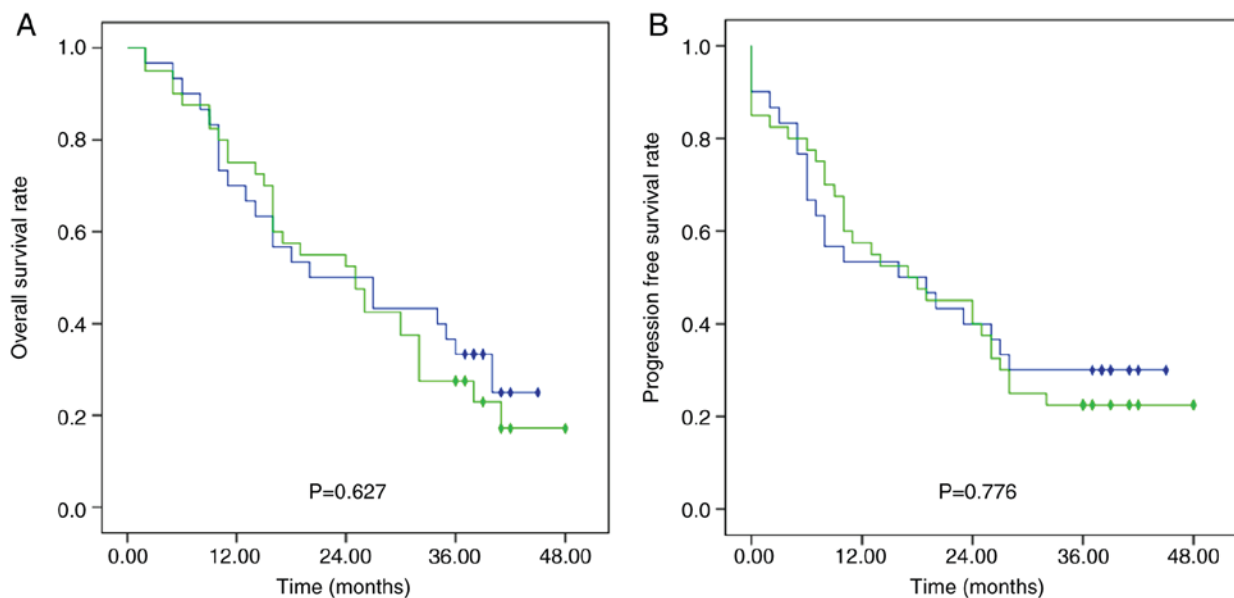 A
1.0
0.8
0.6
0.4
0.2
0.0
Overall survival rate
P=0.627
0.00 12.00 24.00 36.00 48.00
Time (months)
B
1.0
0.8
0.6
0.4
0.2
0.0
Progression free survival rate
P=0.776
0.00 12.00 24.00 36.00 48.00
Time (months)